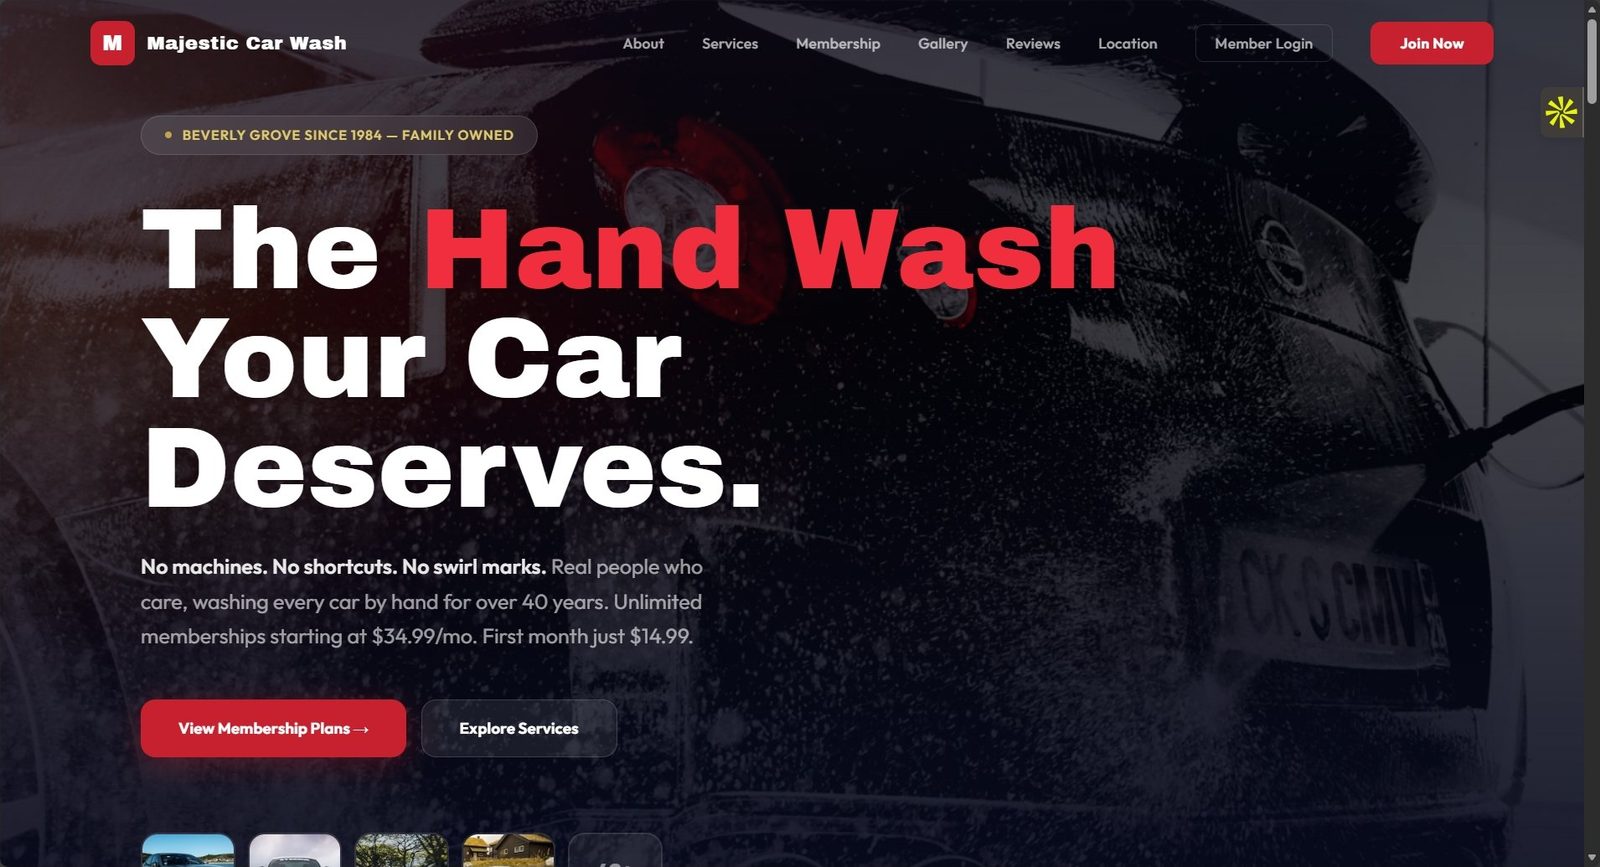 M Majestic Car Wash
About Services Membership Gallery Reviews Location Member Login Join Now
BEVERLY GROVE SINCE 1984 — FAMILY OWNED
The Hand Wash
Your Car
Deserves.
No machines. No shortcuts. No swirl marks. Real people who
care, washing every car by hand for over 40 years. Unlimited
memberships starting at $34.99/mo. First month just $14.99.
View Membership Plans → Explore Services